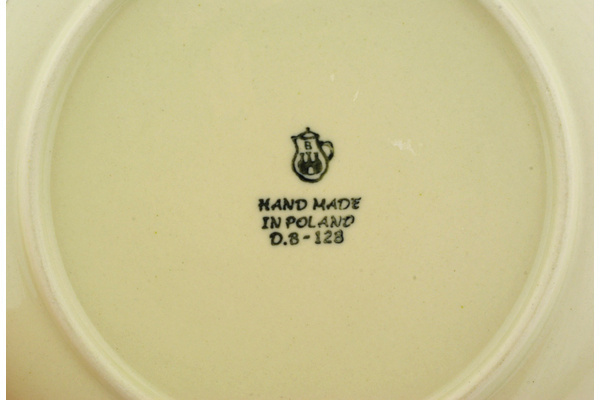 B
HAND MADE
IN POLAND
D.B - 128